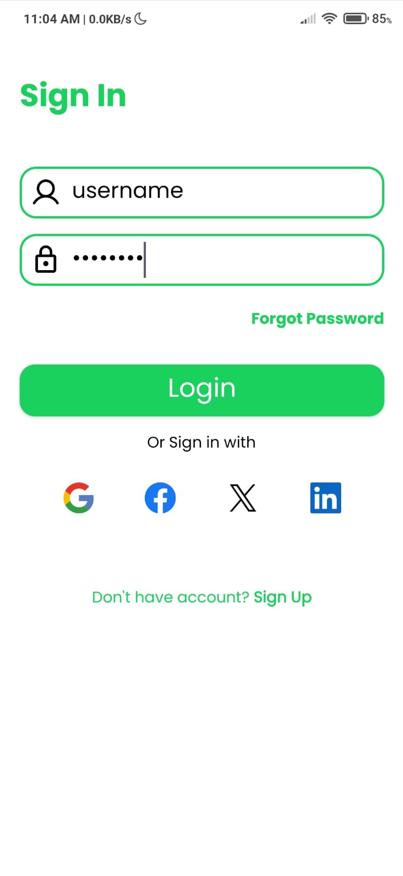 11:04 AM | 0.0KB/s 85%
Sign In
username
••••••••
Forgot Password
Login
Or Sign in with
in
Don't have account? Sign Up